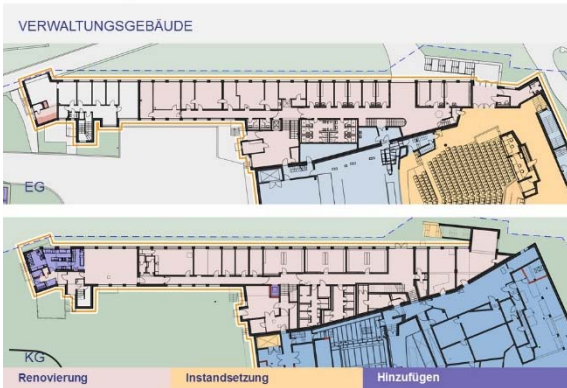 VERWALTUNGSGEBÄUDE
EG
KG
Renovierung Instandsetzung Hinzufügen